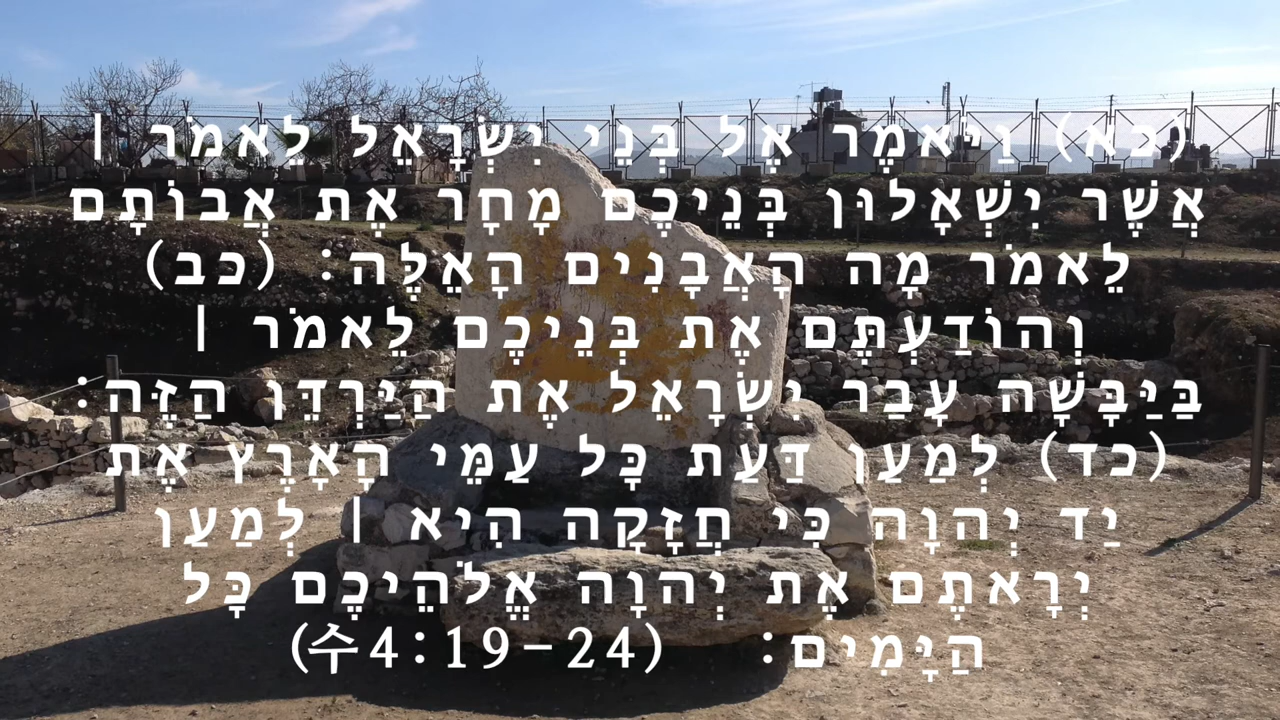 (כא) וַיֹּאמֶר אֶל בְּנֵי יִשְׂרָאֵל לֵאמֹר |
אֲשֶׁר יִשְׁאָלוּן בְּנֵיכֶם מָחָר אֶת אֲבוֹתָם
לֵאמֹר מָה הָאֲבָנִים הָאֵלֶּה: (כב)
וְהוֹדַעְתֶּם אֶת בְּנֵיכֶם לֵאמֹר |
בַּיַּבָּשָׁה עָבַר יִשְׂרָאֵל אֶת הַיַּרְדֵּן הַזֶּה:
(כד) לְמַעַן דַּעַת כָּל עַמֵּי הָאָרֶץ אֶת
יַד יְהוָה כִּי חֲזָקָה הִיא | לְמַעַן
יְרָאתֶם אֶת יְהוָה אֱלֹהֵיכֶם כָּל
הַיָּמִים: (수4:19-24)